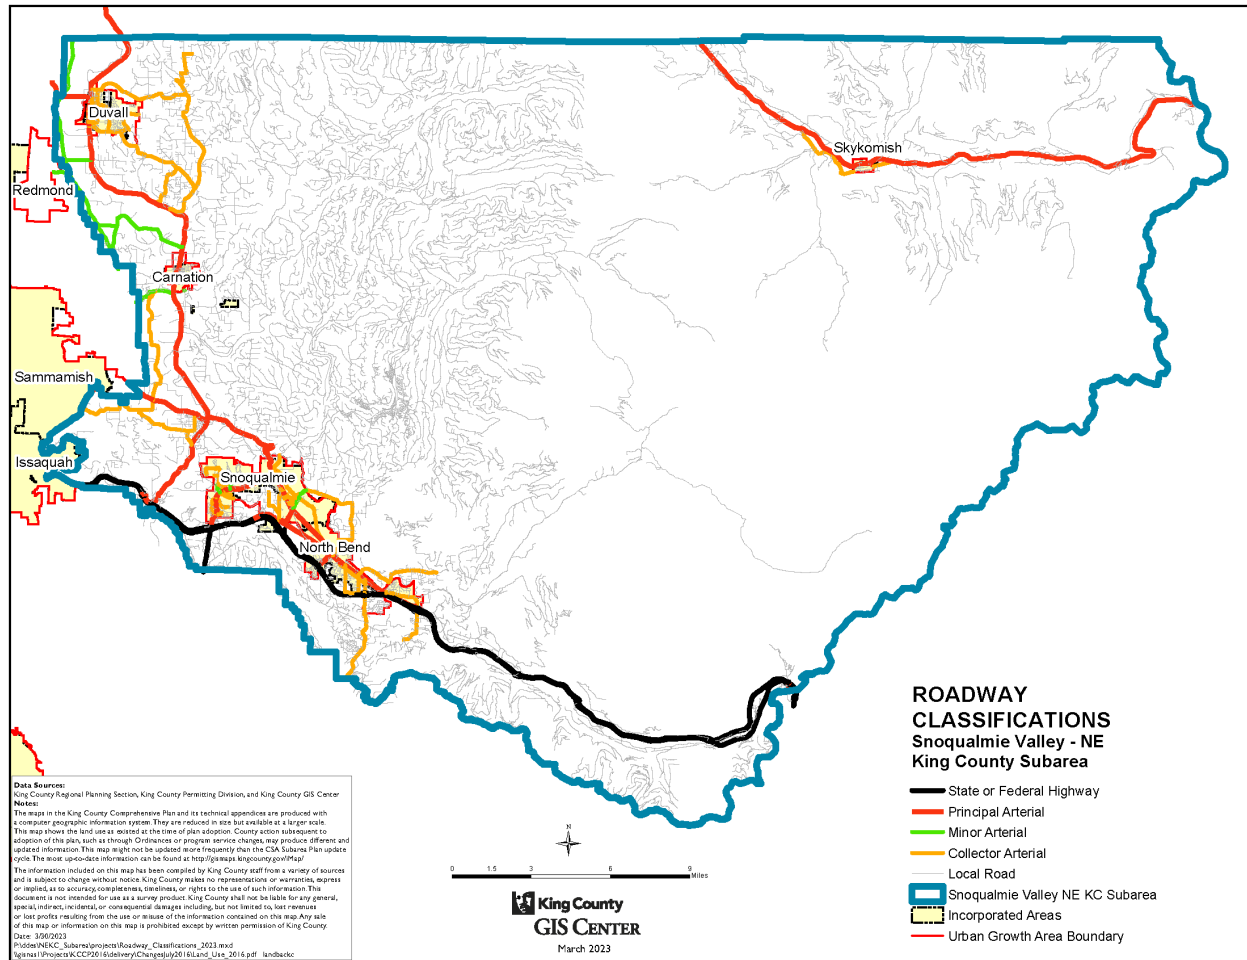 Duvall
Skykomish
Redmond
Carnation
Sammamish
Issaquah
Snoqualmie
North Bend
ROADWAY
CLASSIFICATIONS
Snoqualmie Valley - NE
King County Subarea
State or Federal Highway
Principal Arterial
Minor Arterial
Collector Arterial
Local Road
Snoqualmie Valley NE KC Subarea
Incorporated Areas
Urban Growth Area Boundary
Data Sources:
King County Regional Planning Section, King County Permitting Division, and King County GIS Center
Notes:
The maps in the King County Comprehensive Plan and its technical appendices are produced with
a computer geographic information system. They are reduced in size but available at a larger scale.
This map shows the land use as existed at the time of plan adoption. County action subsequent to
adoption of this plan, such as through Ordinances or program service changes, may produce different and
updated information. This map might not be updated more frequently than the CSA Subarea Plan update
cycle. The most up-to-date information can be found at http://gismaps.kingcounty.gov/iMap/
The information included on this map has been compiled by King County staff from a variety of sources
and is subject to change without notice. King County makes no representations or warranties, express
or implied, as to accuracy, completeness, timeliness, or rights to the use of such information. This
document is not intended for use as a survey product. King County shall not be liable for any general,
special, indirect, incidental, or consequential damages including, but not limited to, lost revenues
or lost profits resulting from the use or misuse of the information contained on this map. Any sale
of this map or information on this map is prohibited except by written permission of King County.
Date: 3/30/2023
P:\ddes\NEKC_Subarea\projects\Roadway_Classifications_2023.mxd
\\gisnas1\Projects\KCCP2016\delivery\ChangesJuly2016\Land_Use_2016.pdf landbackc
N
0 1.5 3 6 9
Miles
King County
GIS CENTER
March 2023